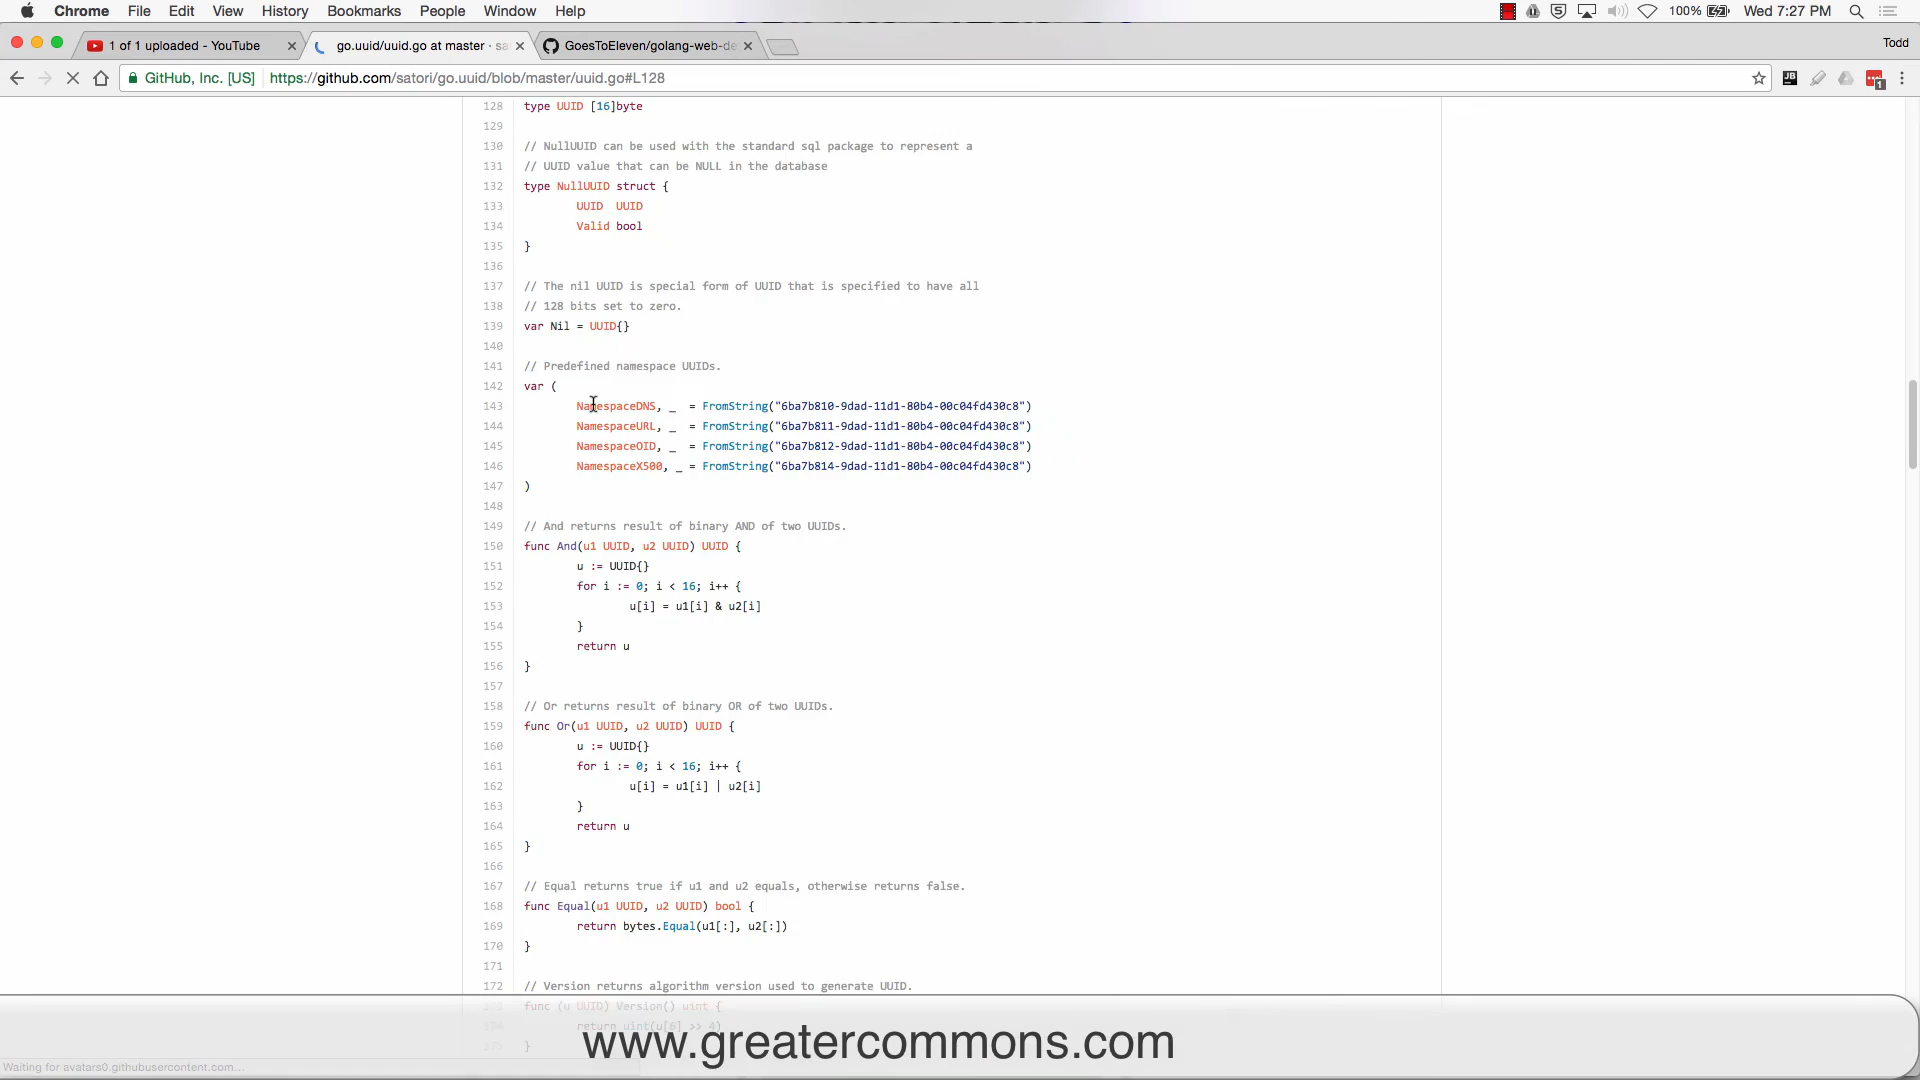 Chrome File Edit View History Bookmarks People Window Help 100% Wed 7:27 PM
1 of 1 uploaded - YouTube go.uuid/uuid.go at master · sa GoesToEleven/golang-web-de Todd
GitHub, Inc. [US] https://github.com/satori/go.uuid/blob/master/uuid.go#L128
128 type UUID [16]byte
129
130 // NullUUID can be used with the standard sql package to represent a
131 // UUID value that can be NULL in the database
132 type NullUUID struct {
133 UUID UUID
134 Valid bool
135 }
136
137 // The nil UUID is special form of UUID that is specified to have all
138 // 128 bits set to zero.
139 var Nil = UUID{}
140
141 // Predefined namespace UUIDs.
142 var (
143 NamespaceDNS, _ = FromString("6ba7b810-9dad-11d1-80b4-00c04fd430c8")
144 NamespaceURL, _ = FromString("6ba7b811-9dad-11d1-80b4-00c04fd430c8")
145 NamespaceOID, _ = FromString("6ba7b812-9dad-11d1-80b4-00c04fd430c8")
146 NamespaceX500, _ = FromString("6ba7b814-9dad-11d1-80b4-00c04fd430c8")
147 )
148
149 // And returns result of binary AND of two UUIDs.
150 func And(u1 UUID, u2 UUID) UUID {
151 u := UUID{}
152 for i := 0; i < 16; i++ {
153 u[i] = u1[i] & u2[i]
154 }
155 return u
156 }
157
158 // Or returns result of binary OR of two UUIDs.
159 func Or(u1 UUID, u2 UUID) UUID {
160 u := UUID{}
161 for i := 0; i < 16; i++ {
162 u[i] = u1[i] | u2[i]
163 }
164 return u
165 }
166
167 // Equal returns true if u1 and u2 equals, otherwise returns false.
168 func Equal(u1 UUID, u2 UUID) bool {
169 return bytes.Equal(u1[:], u2[:])
170 }
171
172 // Version returns algorithm version used to generate UUID.
173 func (u UUID) Version() uint {
174 return uint(u[6] >> 4)
175 }
www.greatercommons.com
Waiting for avatars0.githubusercontent.com...